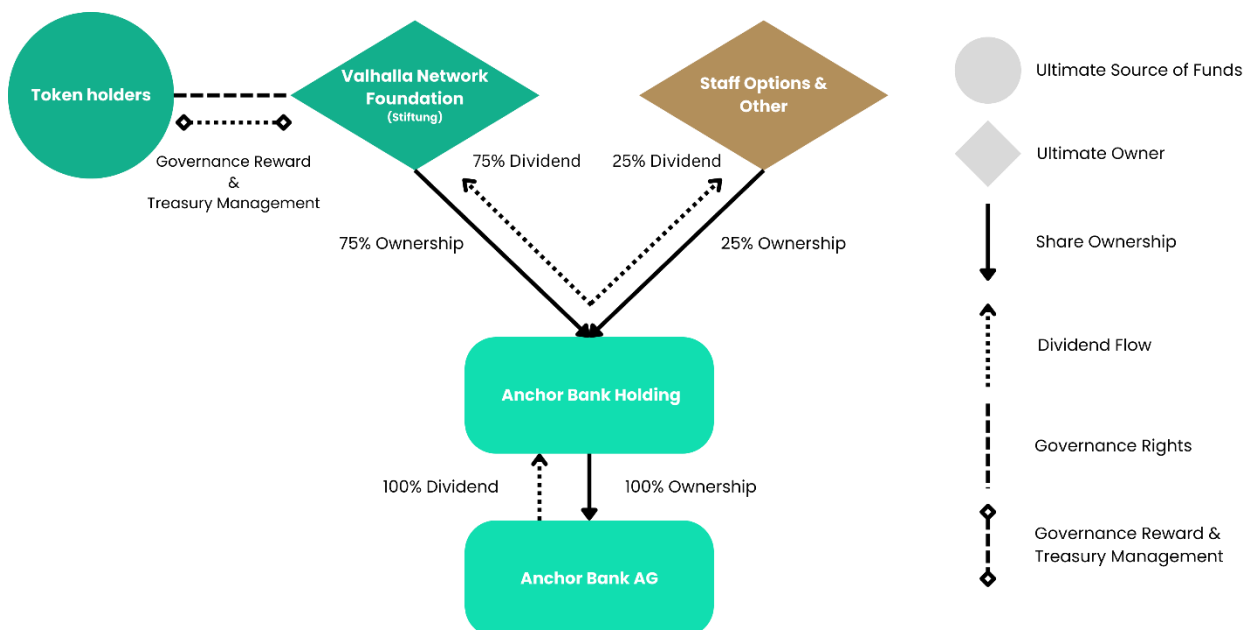 Token holders
Valhalla Network
Foundation
(Stiftung)
Staff Options &
Other
Governance Reward
&
Treasury Management
75% Dividend
25% Dividend
75% Ownership
25% Ownership
Anchor Bank Holding
100% Dividend
100% Ownership
Anchor Bank AG
Ultimate Source of Funds
Ultimate Owner
Share Ownership
Dividend Flow
Governance Rights
Governance Reward &
Treasury Management